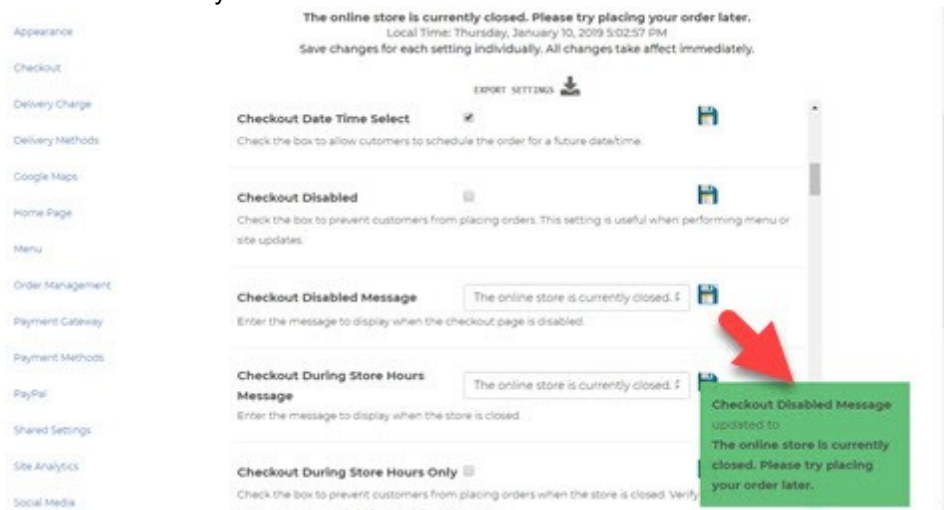 The online store is currently closed. Please try placing your order later.
Local Time: Thursday, January 10, 2019 5:02:57 PM
Save changes for each setting individually. All changes take affect immediately.
EXPORT SETTINGS
Appearance
Checkout
Delivery Charge
Delivery Methods
Google Maps
Home Page
Menu
Order Management
Payment Gateway
Payment Methods
PayPal
Shared Settings
Site Analytics
Social Media
Checkout Date Time Select
Check the box to allow cutomers to schedule the order for a future date/time.
Checkout Disabled
Check the box to prevent customers from placing orders. This setting is useful when performing menu or
site updates.
Checkout Disabled Message
The online store is currently closed.
Enter the message to display when the checkout page is disabled.
Checkout During Store Hours
Message
The online store is currently closed.
Enter the message to display when the store is closed.
Checkout During Store Hours Only
Check the box to prevent customers from placing orders when the store is closed. Verify
Checkout Disabled Message
updated to
The online store is currently
closed. Please try placing
your order later.